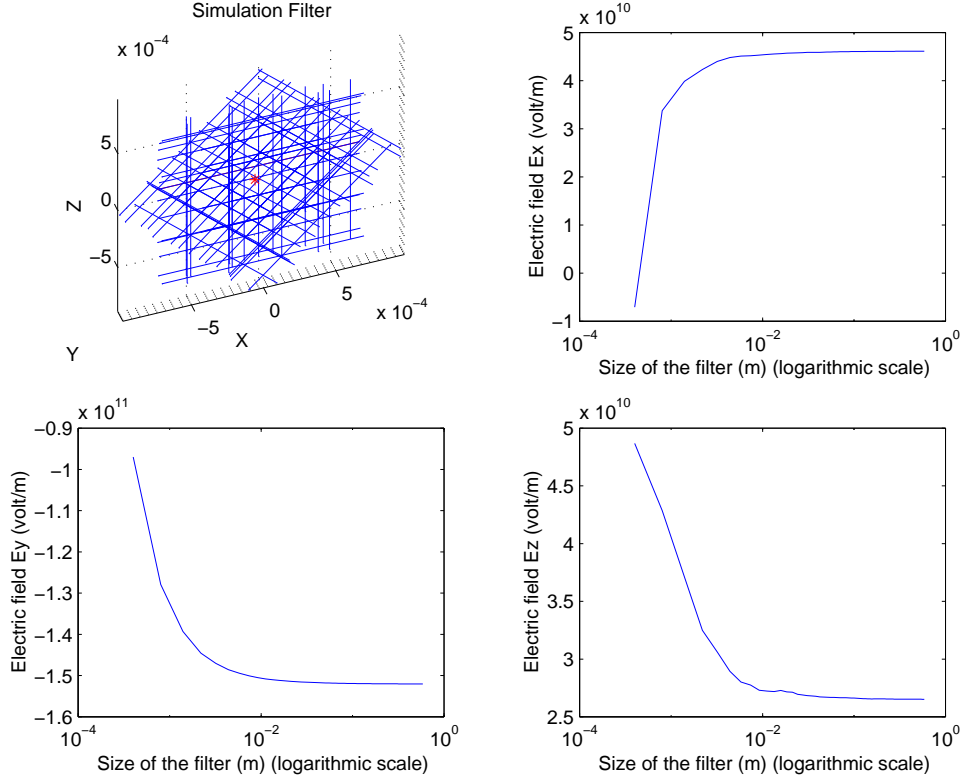 Simulation Filter
x 10^−4
5
0
−5
Z
Y
−5
0
5
X
x 10^−4
x 10^10
5
4
3
2
1
0
−1
Electric field Ex (volt/m)
10^−4
10^−2
10^0
Size of the filter (m) (logarithmic scale)
x 10^11
−0.9
−1
−1.1
−1.2
−1.3
−1.4
−1.5
−1.6
Electric field Ey (volt/m)
10^−4
10^−2
10^0
Size of the filter (m) (logarithmic scale)
x 10^10
5
4.5
4
3.5
3
2.5
Electric field Ez (volt/m)
10^−4
10^−2
10^0
Size of the filter (m) (logarithmic scale)